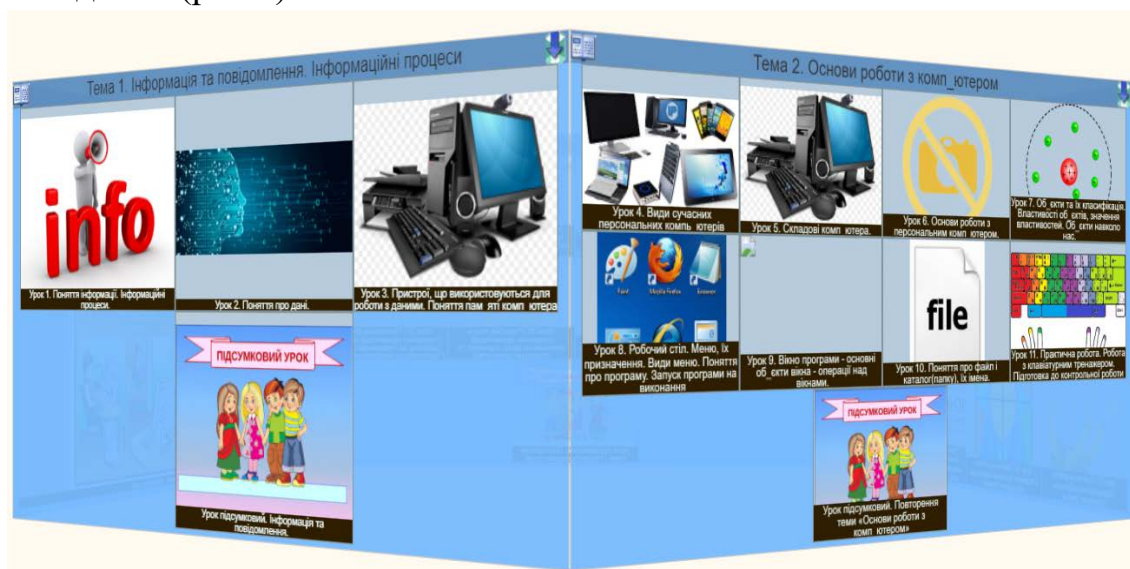 Тема 1. Інформація та повідомлення. Інформаційні процеси
info
Урок 1. Поняття інформації. Інформаційні
процеси.
Урок 2. Поняття про дані.
Урок 3. Пристрої, що використовуються для
роботи з даними. Поняття пам_яті комп_ютера
ПІДСУМКОВИЙ УРОК
Урок підсумковий. Інформація та
повідомлення.
Тема 2. Основи роботи з комп_ютером
Урок 4. Види сучасних
персональних компь_ютерів
Урок 5. Складові комп_ютера.
Урок 6. Основи роботи з
персональним комп_ютером.
Урок 7. Об_єкти та їх класифікація.
Властивості об_єктів, значення
властивостей. Об_єкти навколо
нас.
Paint
Mozilla Firefox
Блокнот
Урок 8. Робочий стіл. Меню, їх
призначення. Види меню. Поняття
про програму. Запуск програми на
виконання
Урок 9. Вікно програми - основні
об_єкти вікна - операції над
вікнами.
file
Урок 10. Поняття про файл і
каталог(папку), їх імена.
Урок 11. Практична робота. Робота
з клавіатурним тренажером.
Підготовка до контрольної роботи
ПІДСУМКОВИЙ УРОК
Урок підсумковий. Повторення
теми «Основи роботи з
комп_ютером»